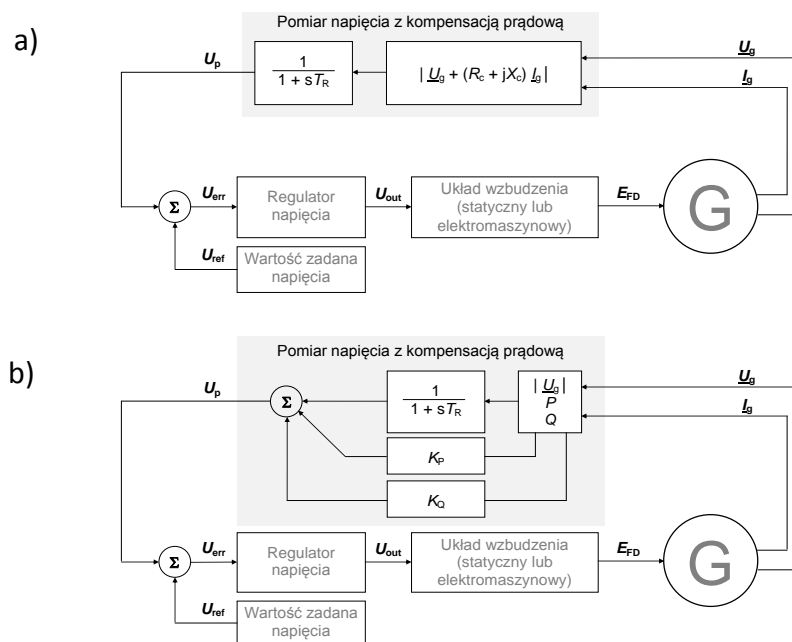 a)
Pomiar napięcia z kompensacją prądową
U_p
1
1 + sT_R
| U_g + (R_c + jX_c) I_g |
U_g
I_g
Σ
U_err
Regulator
napięcia
U_out
Układ wzbudzenia
(statyczny lub
elektromaszynowy)
E_FD
G
U_ref
Wartość zadana
napięcia
b)
Pomiar napięcia z kompensacją prądową
U_p
Σ
1
1 + sT_R
| U_g |
P
Q
U_g
I_g
K_P
K_Q
Σ
U_err
Regulator
napięcia
U_out
Układ wzbudzenia
(statyczny lub
elektromaszynowy)
E_FD
G
U_ref
Wartość zadana
napięcia